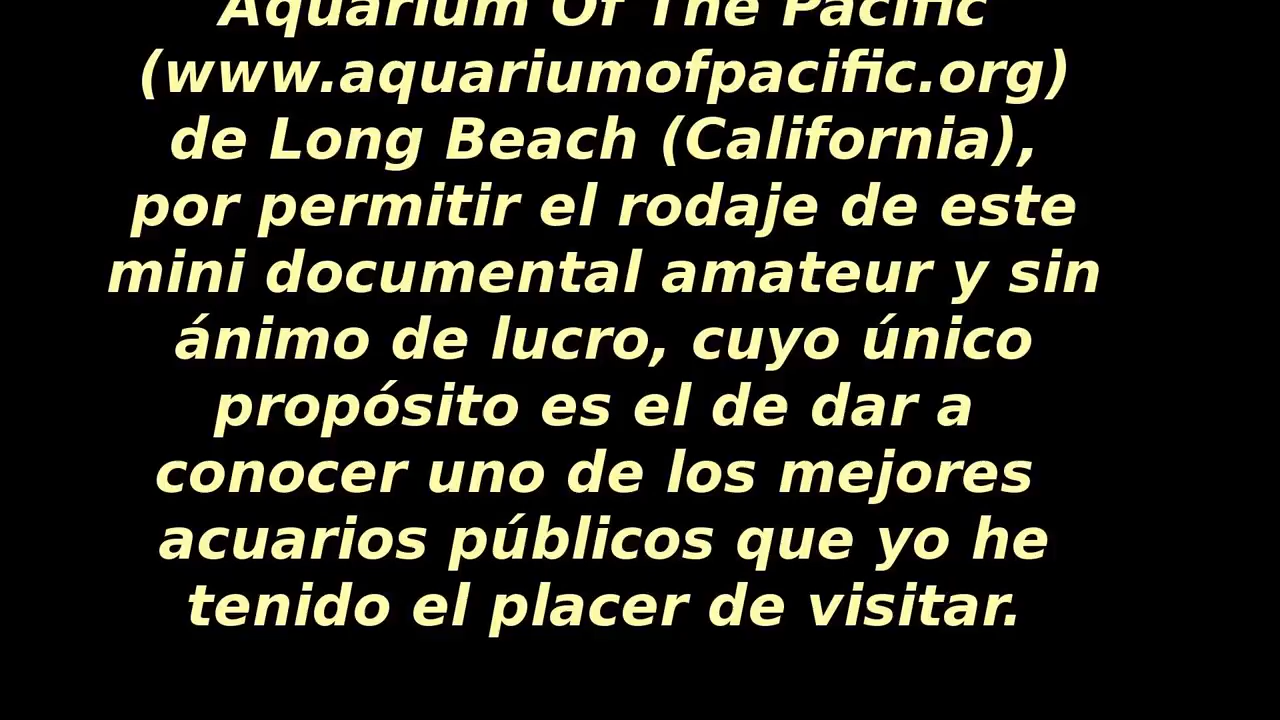 Aquarium Of The Pacific
(www.aquariumofpacific.org)
de Long Beach (California),
por permitir el rodaje de este
mini documental amateur y sin
ánimo de lucro, cuyo único
propósito es el de dar a
conocer uno de los mejores
acuarios públicos que yo he
tenido el placer de visitar.